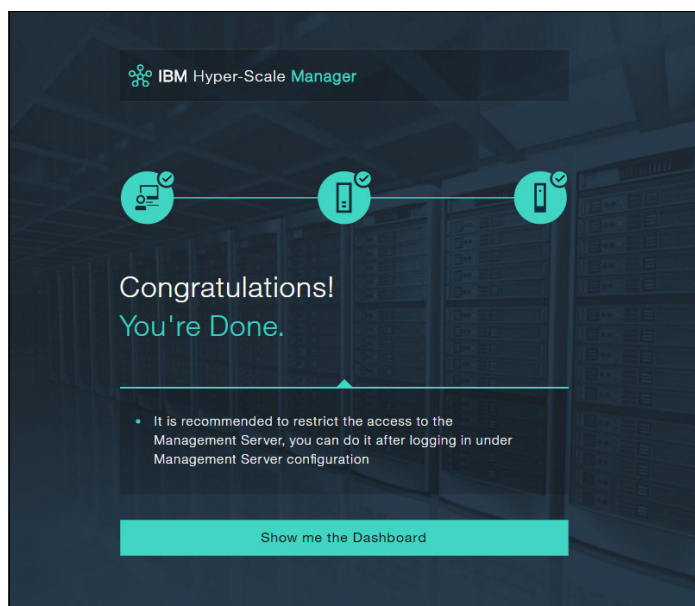 IBM Hyper-Scale Manager
Congratulations!
You're Done.
It is recommended to restrict the access to the
Management Server, you can do it after logging in under
Management Server configuration
Show me the Dashboard